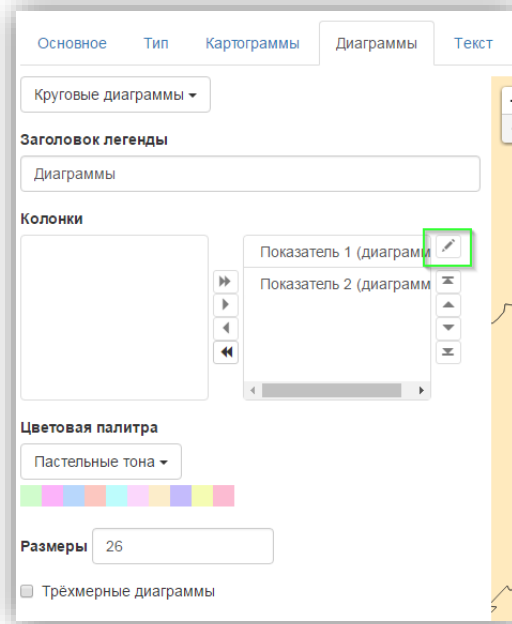 Основное Тип Картограммы Диаграммы Текст
Круговые диаграммы
Заголовок легенды
Диаграммы
Колонки
Показатель 1 (диаграмм
Показатель 2 (диаграмм
Цветовая палитра
Пастельные тона
Размеры 26
Трёхмерные диаграммы